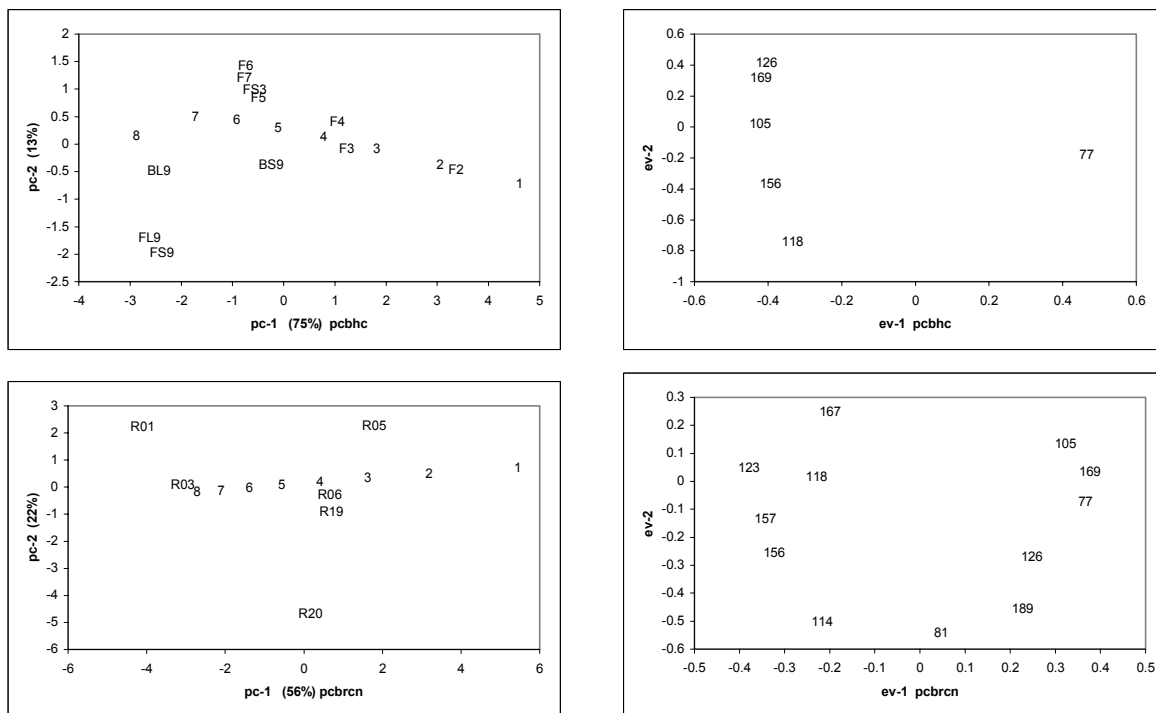 2
1.5
1
0.5
0
-0.5
-1
-1.5
-2
-2.5
pc-2 (13%)
F6
F7
FS3
F5
7
6
F4
5
8
4
F3
3
BS9
2
BL9
F2
1
FL9
FS9
-4 -3 -2 -1 0 1 2 3 4 5
pc-1 (75%) pcbhc
0.6
0.4
0.2
0
-0.2
-0.4
-0.6
-0.8
-1
ev-2
126
169
105
77
156
118
-0.6 -0.4 -0.2 0 0.2 0.4 0.6
ev-1 pcbhc
3
2
1
0
-1
-2
-3
-4
-5
-6
pc-2 (22%)
R01 R05
1
2
3
4
R03 8 7 6 5
R06
R19
R20
-6 -4 -2 0 2 4 6
pc-1 (56%) pcbrcn
0.3
0.2
0.1
0
-0.1
-0.2
-0.3
-0.4
-0.5
-0.6
ev-2
167
105
123
169
118
77
157
156
126
189
114
81
-0.5 -0.4 -0.3 -0.2 -0.1 0 0.1 0.2 0.3 0.4 0.5
ev-1 pcbrcn